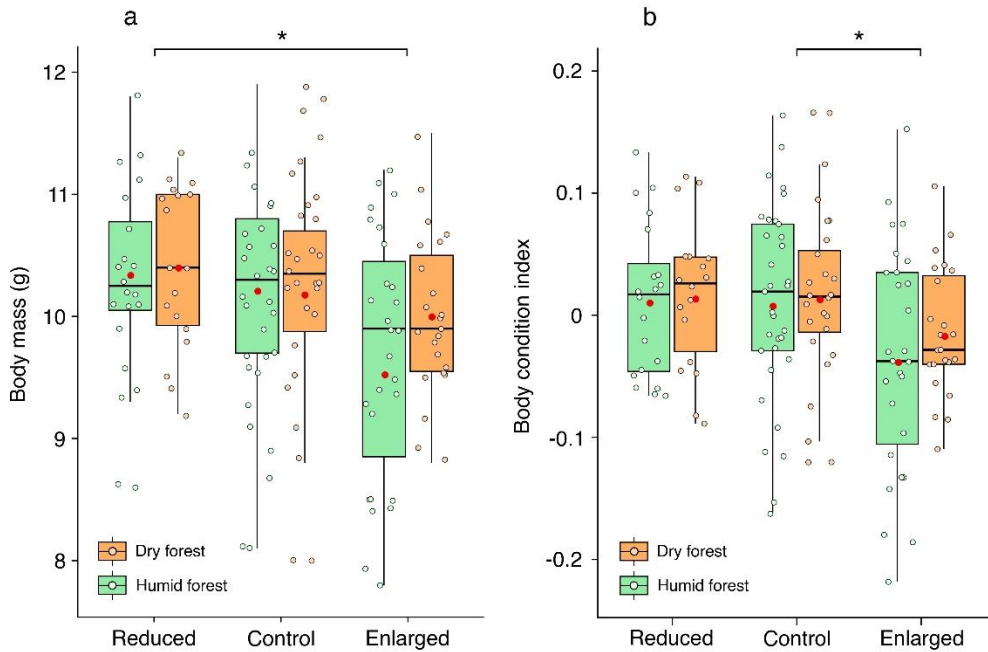 a
*
Body mass (g)
12
11
10
9
8
Dry forest
Humid forest
Reduced
Control
Enlarged
b
*
Body condition index
0.2
0.1
0
-0.1
-0.2
Dry forest
Humid forest
Reduced
Control
Enlarged